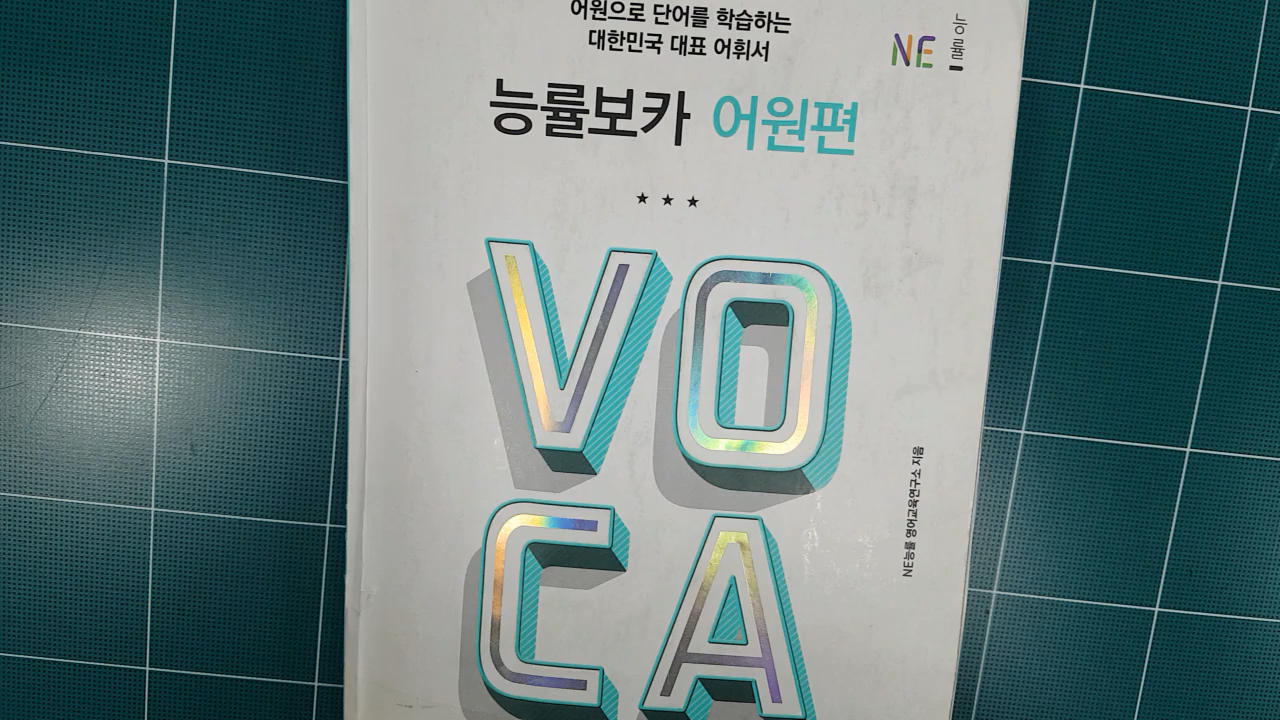 어원으로 단어를 학습하는
대한민국 대표 어휘서
NE 능률
능률보카 어원편
VO
CA
NE능률 영어교육연구소 지음